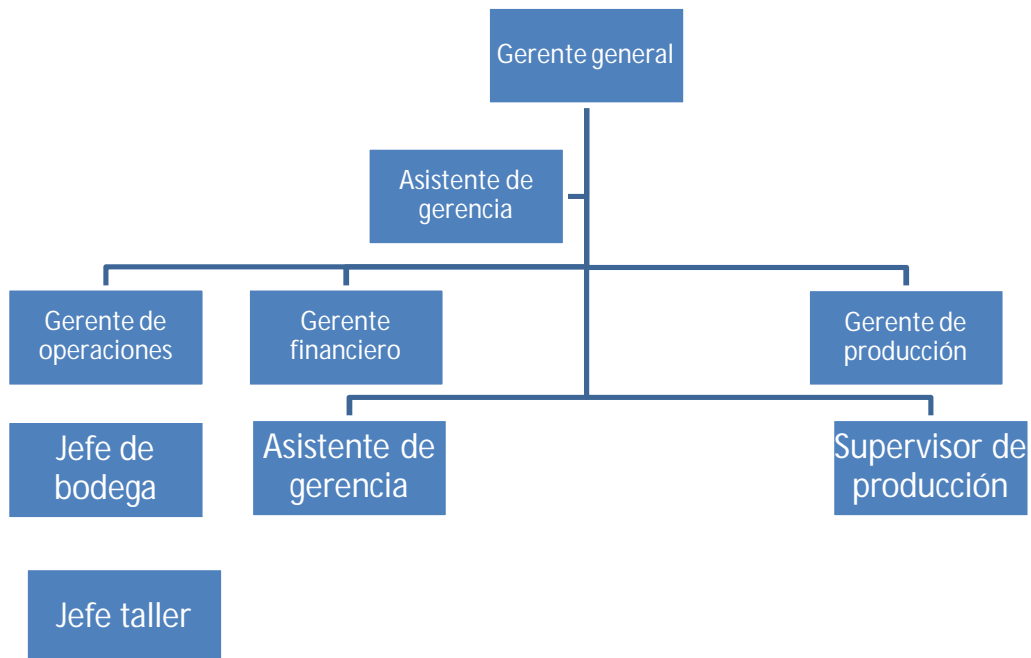 Gerente general
Asistente de
gerencia
Gerente de
operaciones
Gerente
financiero
Gerente de
producción
Jefe de
bodega
Asistente de
gerencia
Supervisor de
producción
Jefe taller